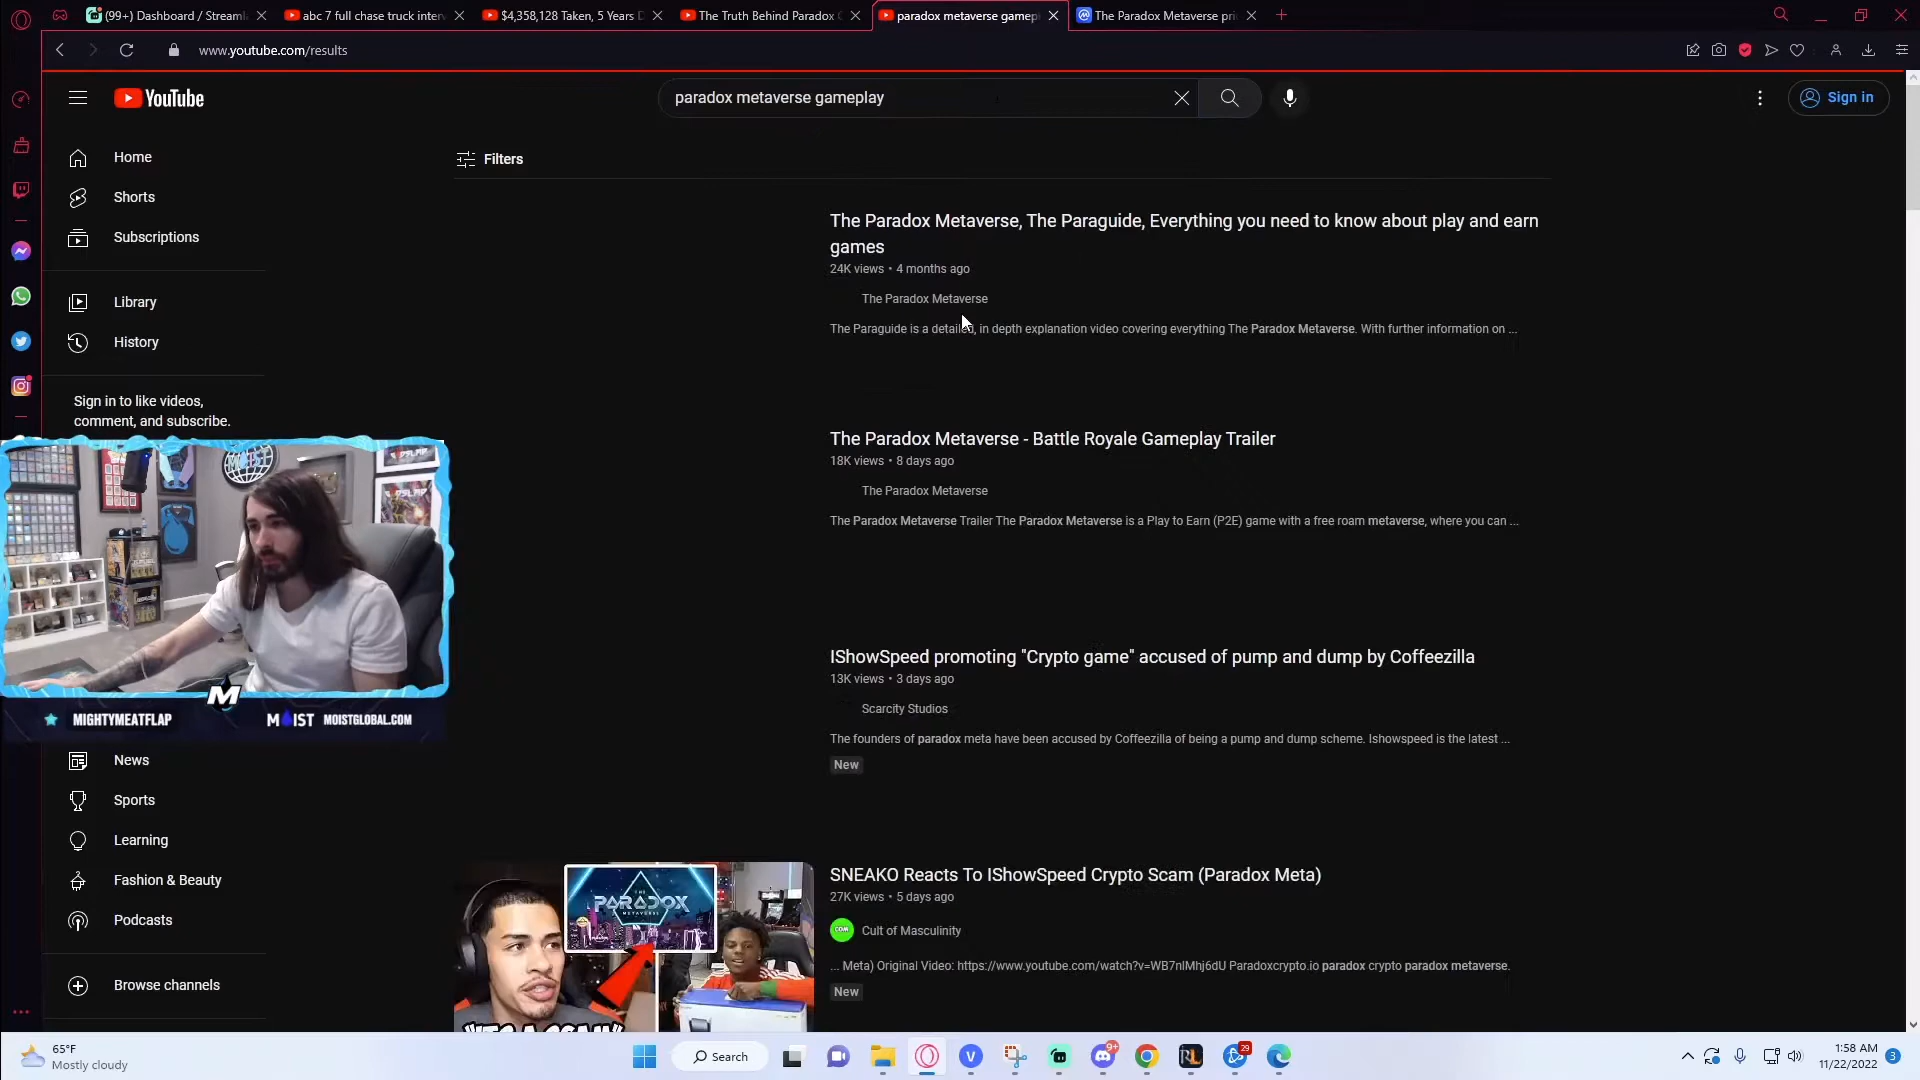 (99+) Dashboard / Streamla
abc 7 full chase truck interv
$4,358,128 Taken, 5 Years D
The Truth Behind Paradox C
paradox metaverse gamepl
The Paradox Metaverse pri
www.youtube.com/results
YouTube
paradox metaverse gameplay
Sign in
Home
Shorts
Subscriptions
Library
History
Sign in to like videos,
comment, and subscribe.
Filters
The Paradox Metaverse, The Paraguide, Everything you need to know about play and earn
games
24K views • 4 months ago
The Paradox Metaverse
The Paraguide is a detailed, in depth explanation video covering everything The Paradox Metaverse. With further information on ...
The Paradox Metaverse - Battle Royale Gameplay Trailer
18K views • 8 days ago
The Paradox Metaverse
The Paradox Metaverse Trailer The Paradox Metaverse is a Play to Earn (P2E) game with a free roam metaverse, where you can ...
IShowSpeed promoting "Crypto game" accused of pump and dump by Coffeezilla
13K views • 3 days ago
Scarcity Studios
The founders of paradox meta have been accused by Coffeezilla of being a pump and dump scheme. Ishowspeed is the latest ...
New
SNEAKO Reacts To IShowSpeed Crypto Scam (Paradox Meta)
27K views • 5 days ago
Cult of Masculinity
... Meta) Original Video: https://www.youtube.com/watch?v=WB7nlMhj6dU Paradoxcrypto.io paradox crypto paradox metaverse.
New
THE
PARADOX
METAVERSE
M
MIGHTYMEATFLAP
MOIST
MOISTGLOBAL.COM
News
Sports
Learning
Fashion & Beauty
Podcasts
Browse channels
65°F
Mostly cloudy
Search
9+
29
1:58 AM
11/22/2022
3